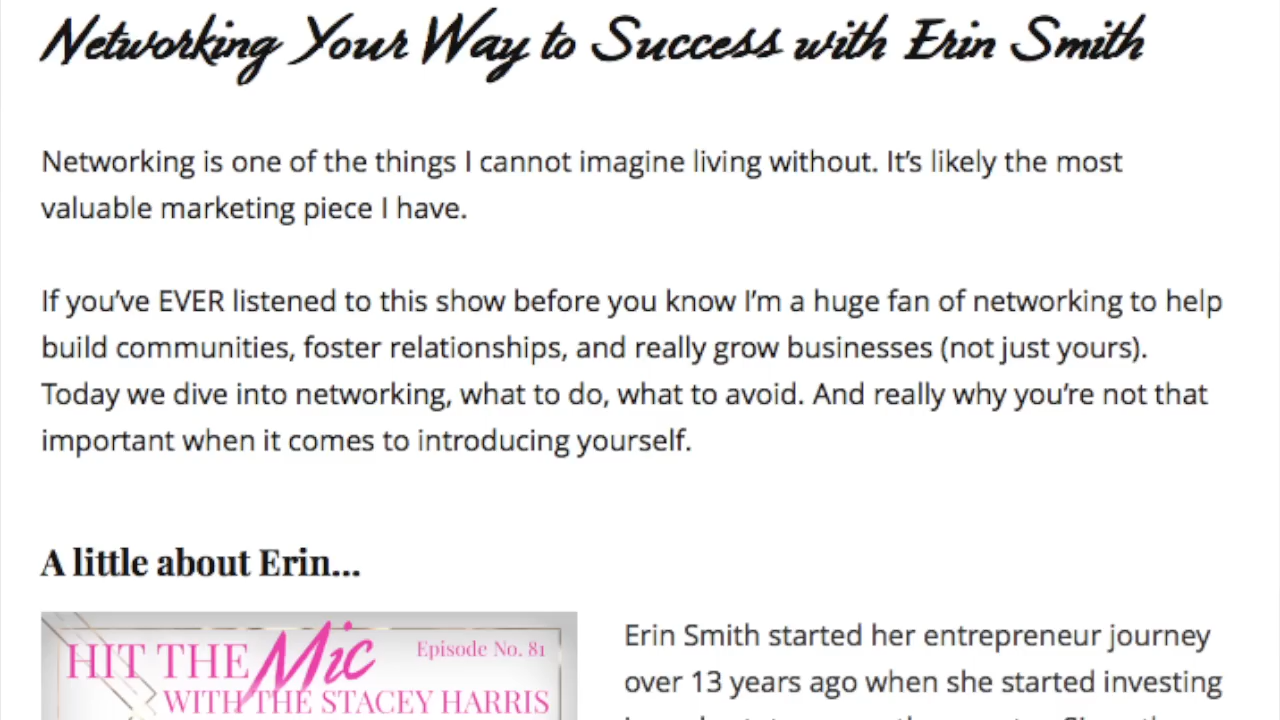 Networking Your Way to Success with Erin Smith
Networking is one of the things I cannot imagine living without. It’s likely the most
valuable marketing piece I have.
If you’ve EVER listened to this show before you know I’m a huge fan of networking to help
build communities, foster relationships, and really grow businesses (not just yours).
Today we dive into networking, what to do, what to avoid. And really why you’re not that
important when it comes to introducing yourself.
A little about Erin...
HIT THE Mic
Episode No. 81
WITH THE STACEY HARRIS
Erin Smith started her entrepreneur journey
over 13 years ago when she started investing